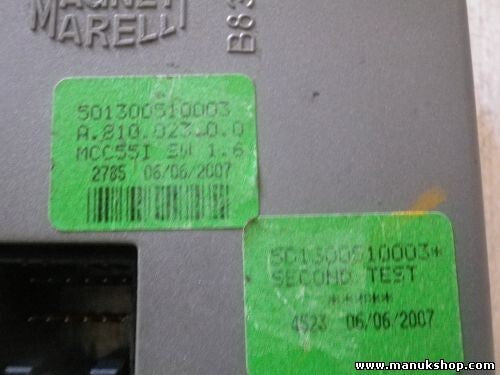 MAGNETI
MARELLI
B83
501300510003
A.810.023.0.0
MCC55I SW 1.6
2785 06/06/2007
501300510003*
SECOND TEST
4523 06/06/2007
www.manukshop.com